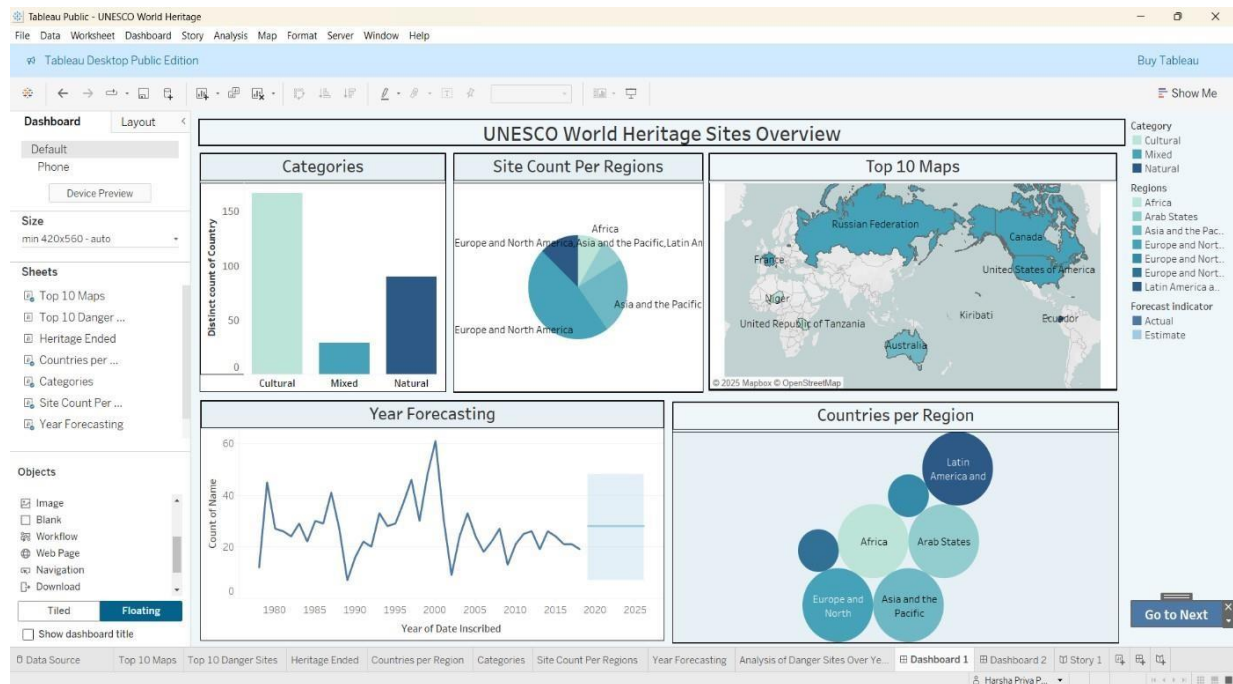 Tableau Public - UNESCO World Heritage
File Data Worksheet Dashboard Story Analysis Map Format Server Window Help
Tableau Desktop Public Edition
Buy Tableau
Show Me
Dashboard Layout
Default
Phone
Device Preview
Size
min 420x560 - auto
Sheets
Top 10 Maps
Top 10 Danger ...
Heritage Ended
Countries per ...
Categories
Site Count Per ...
Year Forecasting
Objects
Image
Blank
Workflow
Web Page
Navigation
Download
Tiled Floating
Show dashboard title
UNESCO World Heritage Sites Overview
Categories
Distinct count of Country
150
100
50
0
Cultural Mixed Natural
Site Count Per Regions
Africa
Europe and North America,Asia and the Pacific,Latin Am
Asia and the Pacific
Europe and North America
Top 10 Maps
Russian Federation
Canada
France
United States of America
Niger
Kiribati
Ecuador
United Republic of Tanzania
Australia
© 2025 Mapbox © OpenStreetMap
Year Forecasting
Count of Name
60
40
20
0
1980 1985 1990 1995 2000 2005 2010 2015 2020 2025
Year of Date Inscribed
Countries per Region
Latin
America and
Africa
Arab States
Europe and
North
Asia and the
Pacific
Category
Cultural
Mixed
Natural
Regions
Africa
Arab States
Asia and the Pac..
Europe and Nort..
Europe and Nort..
Europe and Nort..
Latin America a..
Forecast indicator
Actual
Estimate
Go to Next
Data Source Top 10 Maps Top 10 Danger Sites Heritage Ended Countries per Region Categories Site Count Per Regions Year Forecasting Analysis of Danger Sites Over Ye... Dashboard 1 Dashboard 2 Story 1
Harsha Priya P...